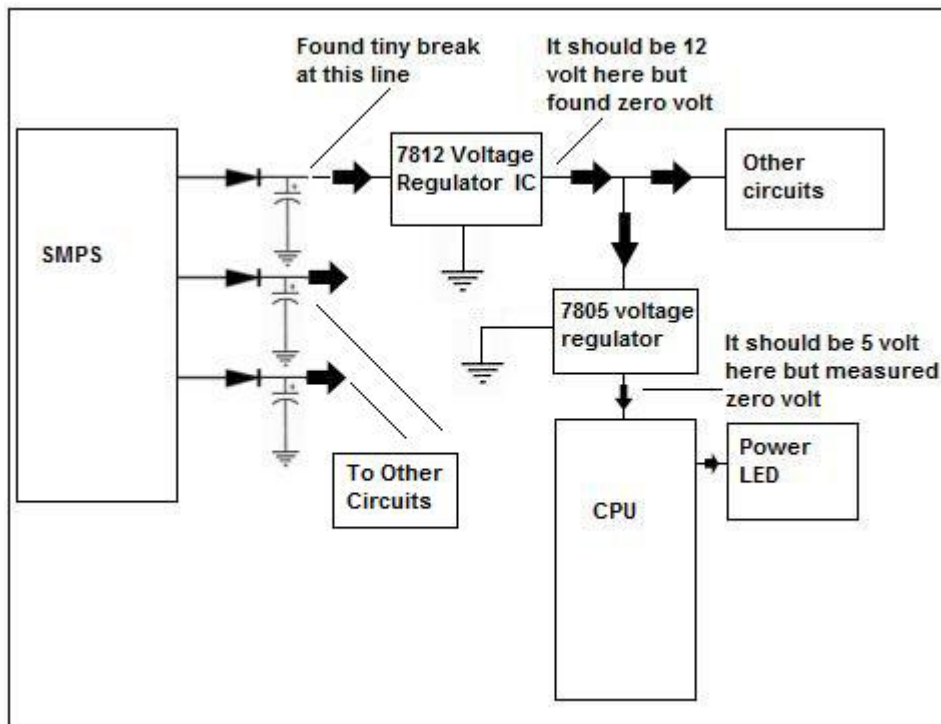 Found tiny break
at this line
It should be 12
volt here but
found zero volt
SMPS
7812 Voltage
Regulator IC
Other
circuits
7805 voltage
regulator
It should be 5 volt
here but measured
zero volt
To Other
Circuits
CPU
Power
LED